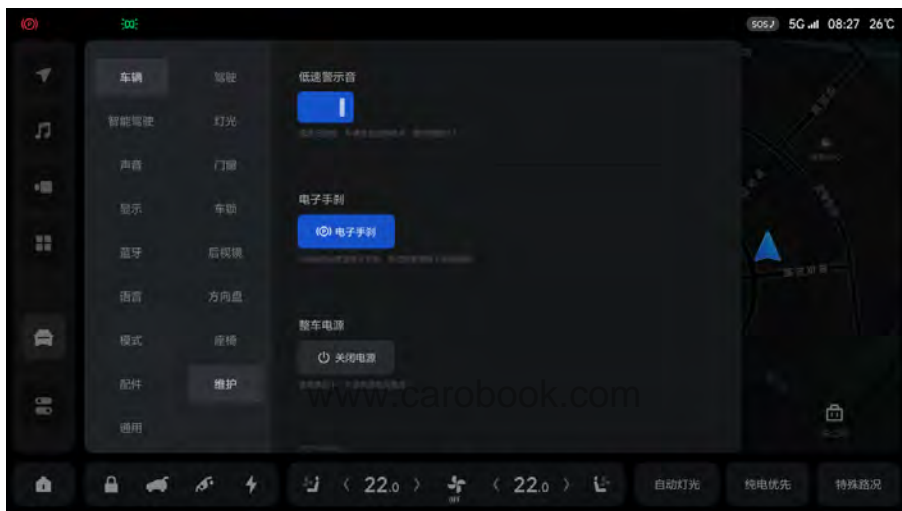 SOS 5G 08:27 26℃
车辆
驾驶
智能驾驶
灯光
声音
门窗
显示
车锁
蓝牙
后视镜
语言
方向盘
模式
座椅
配件
维护
通用
低速警示音
电子手刹
(P) 电子手刹
整车电源
关闭电源
www.carobook.com
22.0
OFF
22.0
自动灯光
纯电优先
特殊路况